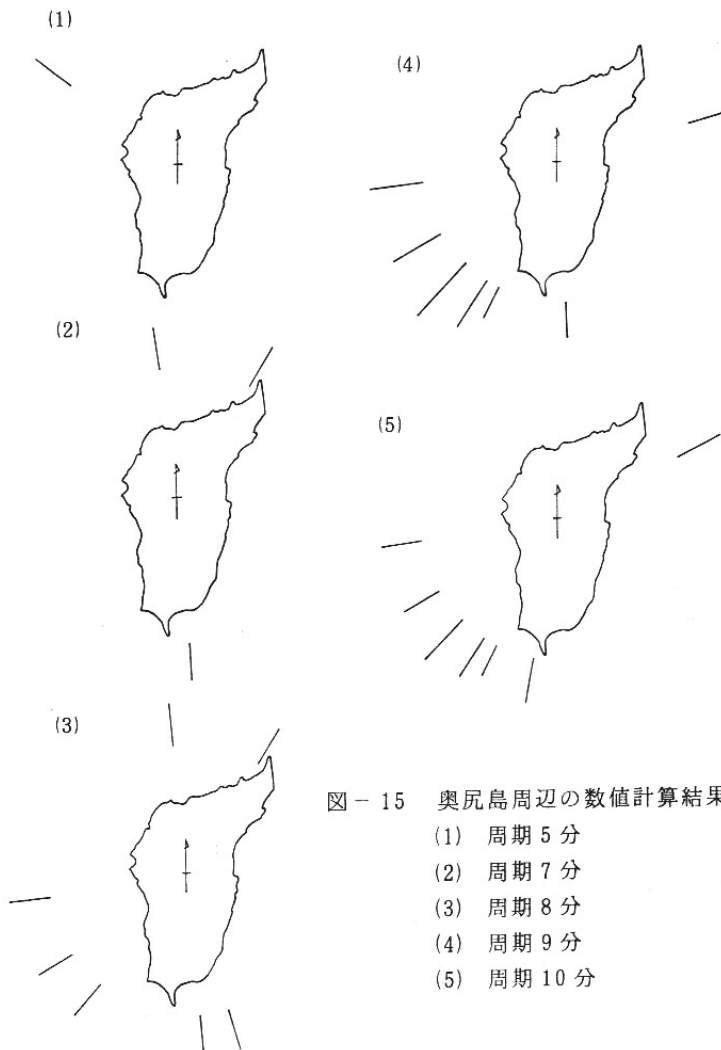 (1)
(4)
(2)
(5)
(3)
図－15　奥尻島周辺の数値計算結果
(1)　周期5分
(2)　周期7分
(3)　周期8分
(4)　周期9分
(5)　周期10分